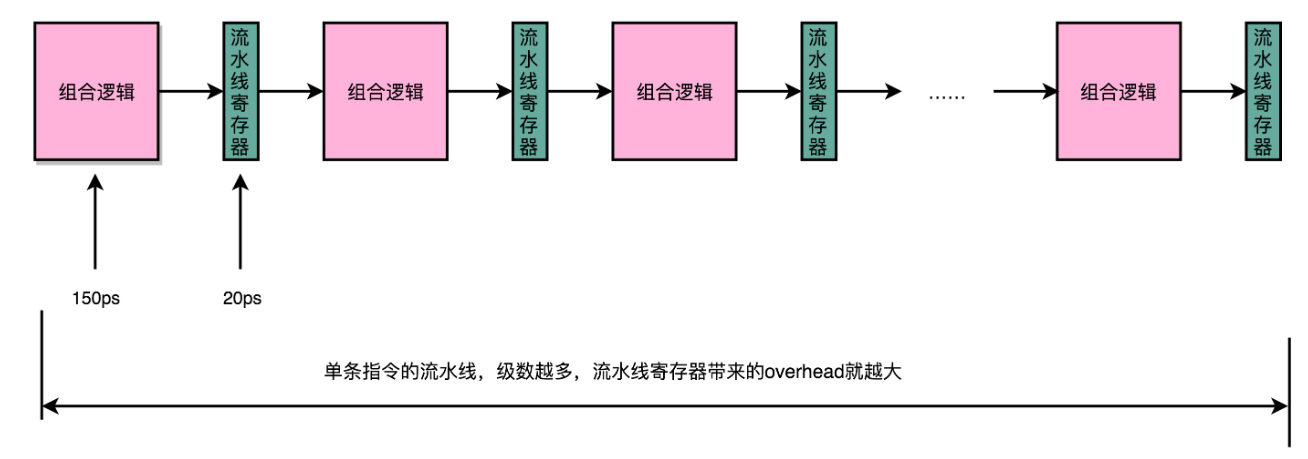 组合逻辑
流水线寄存器
组合逻辑
流水线寄存器
组合逻辑
流水线寄存器
......
组合逻辑
流水线寄存器
150ps
20ps
单条指令的流水线，级数越多，流水线寄存器带来的overhead就越大